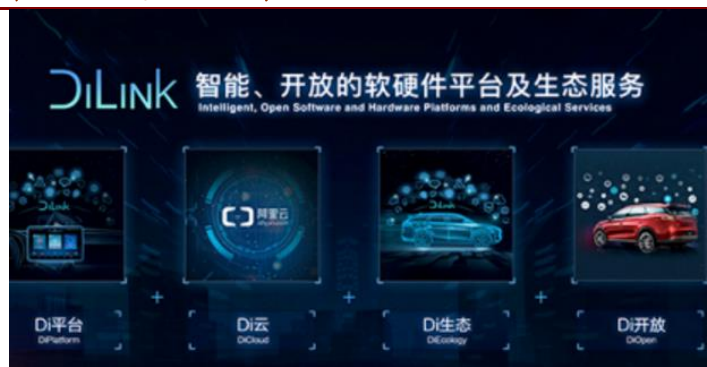 DiLink 智能、开放的软硬件平台及生态服务
Intelligent, Open Software and Hardware Platforms and Ecological Services
DiLink
阿里云
DiLink
Di平台
DiPlatform
+
Di云
DiCloud
+
Di生态
DiEcology
+
Di开放
DiOpen